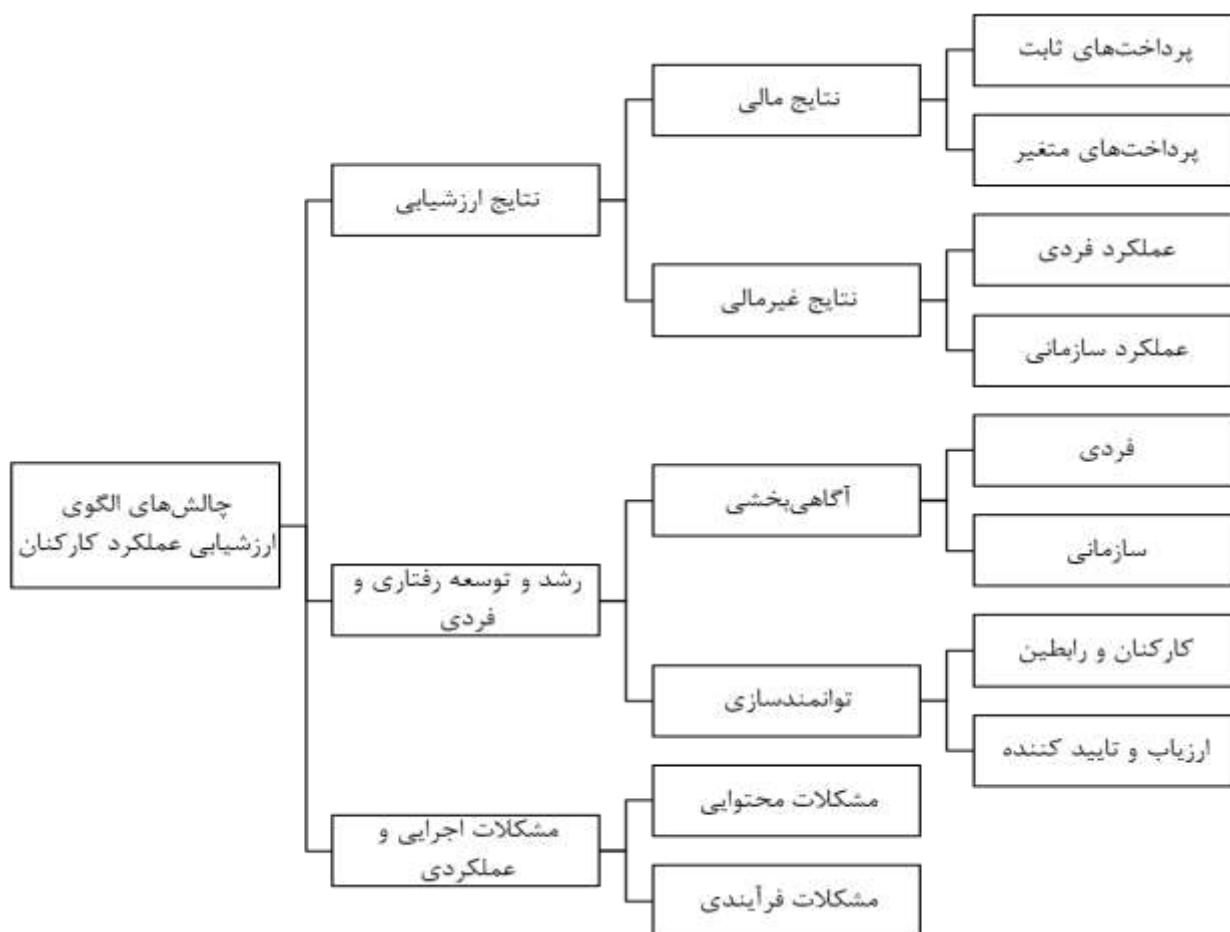 چالش‌های الگوی
ارزشیابی عملکرد کارکنان
نتایج ارزشیابی
نتایج مالی
پرداخت‌های ثابت
پرداخت‌های متغیر
نتایج غیرمالی
عملکرد فردی
عملکرد سازمانی
رشد و توسعه رفتاری و
فردی
آگاهی‌بخشی
فردی
سازمانی
توانمندسازی
کارکنان و رابطین
ارزیاب و تایید کننده
مشکلات اجرایی و
عملکردی
مشکلات محتوایی
مشکلات فرآیندی